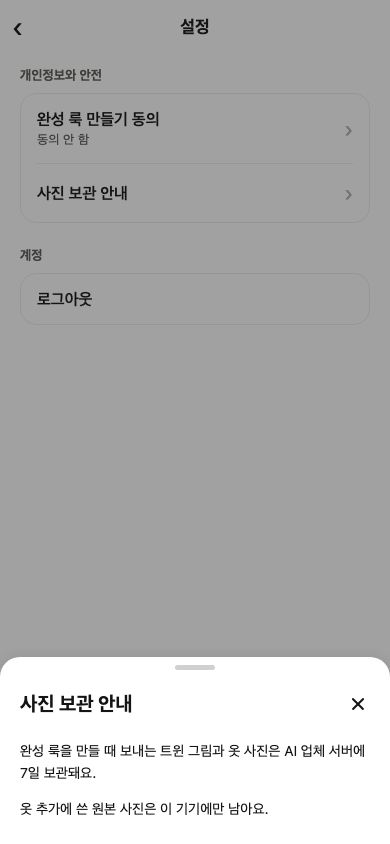 설정
개인정보와 안전
완성 룩 만들기 동의
동의 안 함
사진 보관 안내
계정
로그아웃
사진 보관 안내
완성 룩을 만들 때 보내는 트윈 그림과 옷 사진은 AI 업체 서버에
7일 보관돼요.
옷 추가에 쓴 원본 사진은 이 기기에만 남아요.